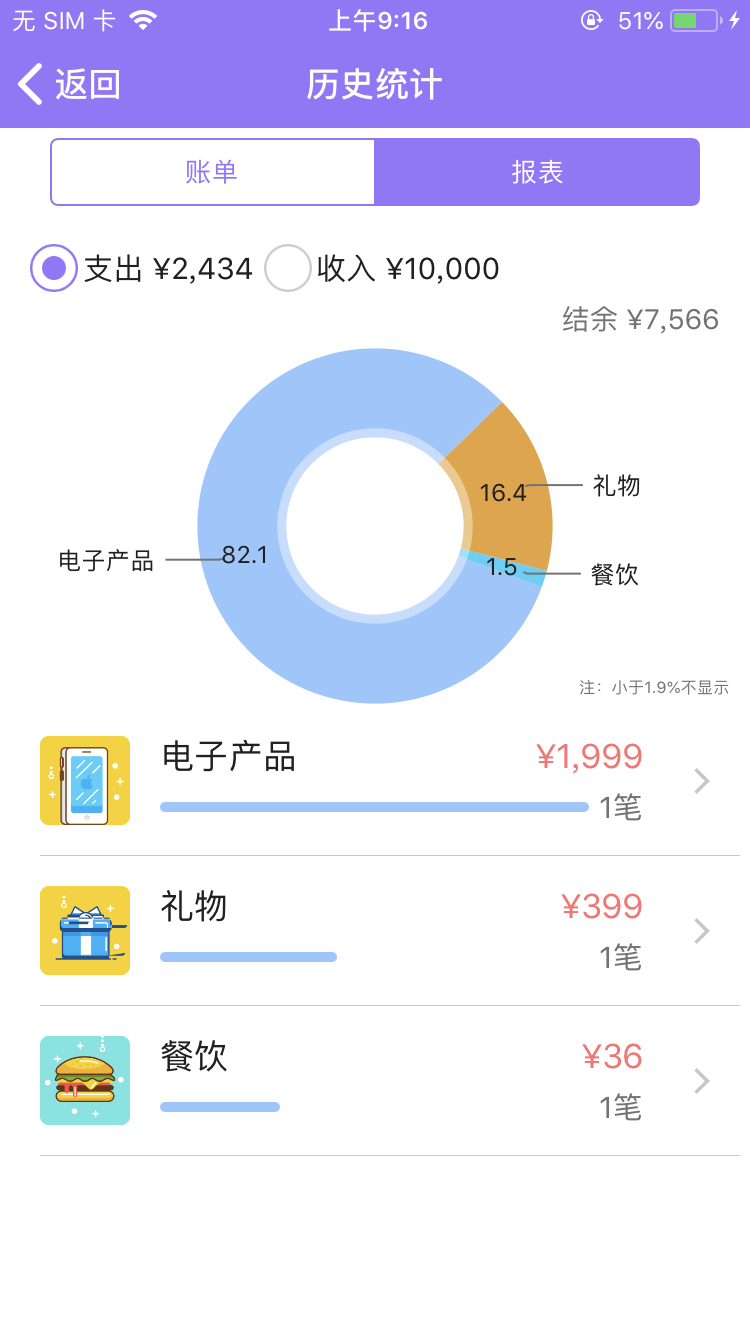 无 SIM 卡 上午9:16 51%
返回 历史统计
账单 报表
支出 ¥2,434 收入 ¥10,000
结余 ¥7,566
16.4 礼物
电子产品 82.1
1.5 餐饮
注：小于1.9%不显示
电子产品 ¥1,999
1笔
礼物 ¥399
1笔
餐饮 ¥36
1笔